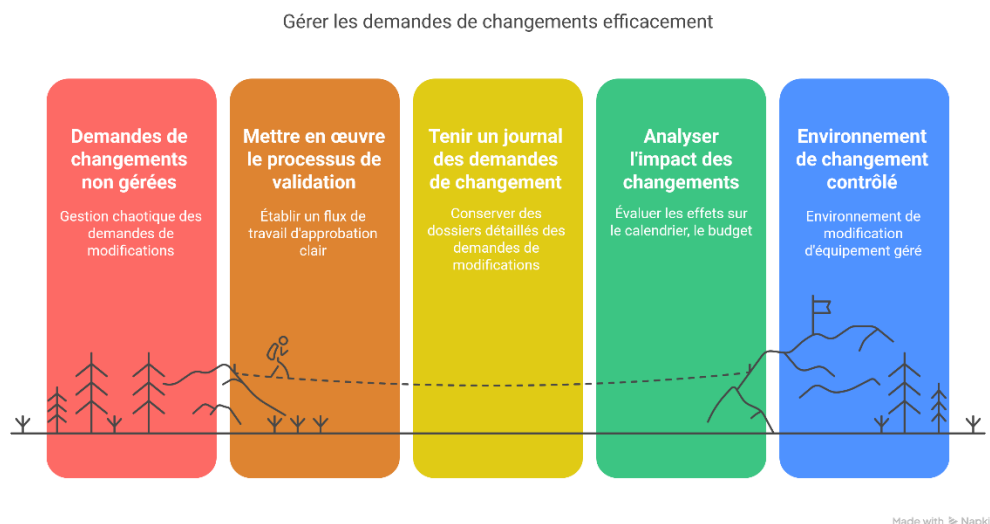 Gérer les demandes de changements efficacement
Demandes de
changements
non gérées
Gestion chaotique des
demandes de
modifications
Mettre en œuvre
le processus de
validation
Établir un flux de
travail d'approbation
clair
Tenir un journal
des demandes
de changement
Conserver des
dossiers détaillés des
demandes de
modifications
Analyser
l'impact des
changements
Évaluer les effets sur
le calendrier, le budget
Environnement
de changement
contrôlé
Environnement de
modification
d'équipement géré
Made with Napki